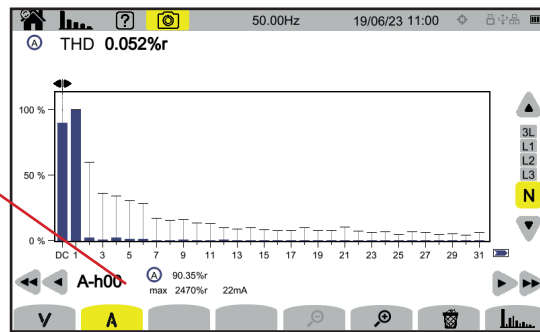 ? 50.00Hz 19/06/23 11:00
A THD 0.052%r
100 %
50 %
0 %
DC 1 3 5 7 9 11 13 15 17 19 21 23 25 27 29 31
3L
L1
L2
L3
N
A-h00 A 90.35%r
max 2470%r 22mA
V A